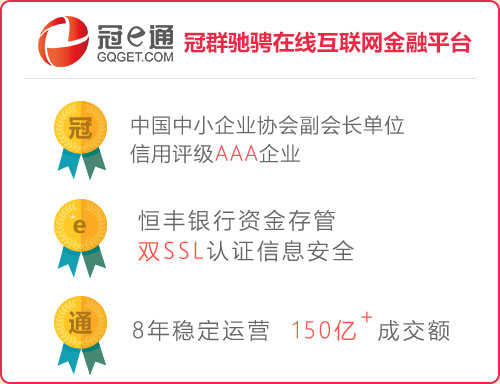 冠e通 冠群驰骋在线互联网金融平台
GQGET.COM
冠
中国中小企业协会副会长单位
信用评级AAA企业
e
恒丰银行资金存管
双SSL认证信息安全
通
8年稳定运营 150亿+成交额